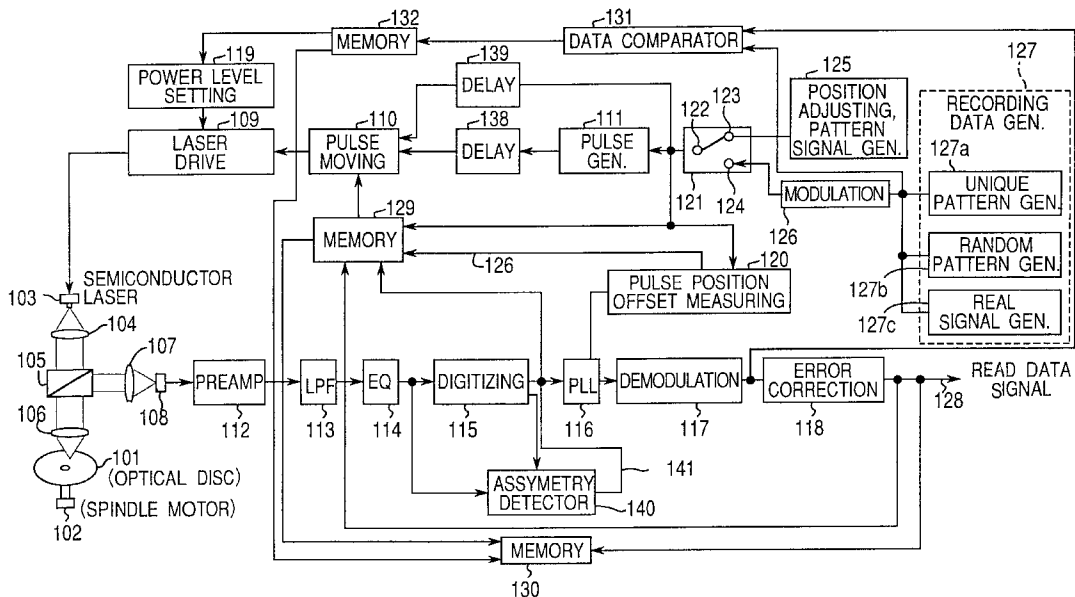 132
131
MEMORY
DATA COMPARATOR
119
139
125
127
POWER LEVEL
SETTING
DELAY
POSITION
ADJUSTING,
PATTERN
SIGNAL GEN.
RECORDING
DATA GEN.
109
110
138
111
122
123
127a
LASER
DRIVE
PULSE
MOVING
DELAY
PULSE
GEN.
UNIQUE
PATTERN GEN.
121
124
MODULATION
126
129
MEMORY
126
120
PULSE POSITION
OFFSET MEASURING
RANDOM
PATTERN GEN.
127b
127c
REAL
SIGNAL GEN.
SEMICONDUCTOR
LASER
103
104
105
107
108
PREAMP
LPF
EQ
DIGITIZING
PLL
DEMODULATION
ERROR
CORRECTION
READ DATA
SIGNAL
128
112
113
114
115
116
117
118
106
101
(OPTICAL DISC)
ASSYMETRY
DETECTOR
141
140
(SPINDLE MOTOR)
102
MEMORY
130